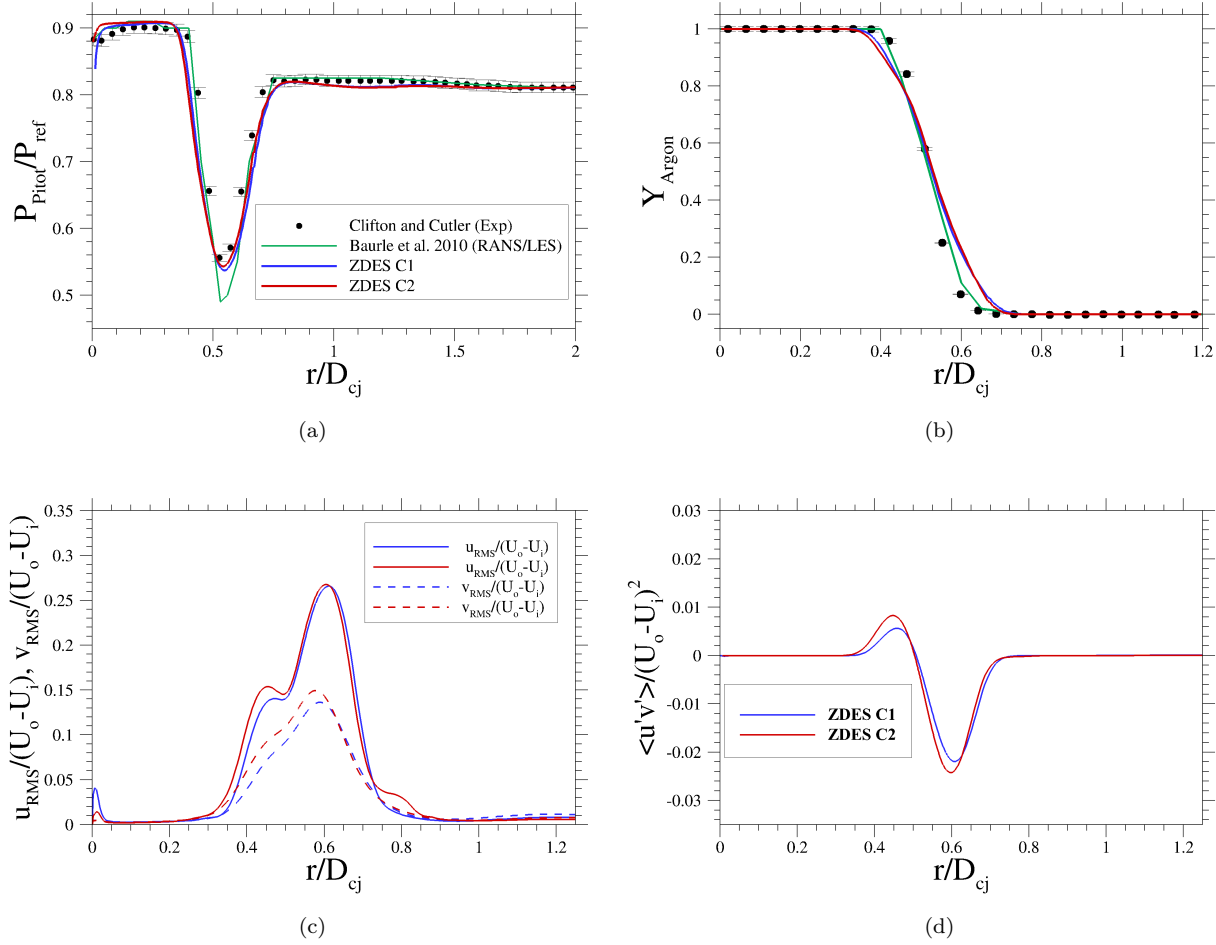 0.9
0.8
0.7
0.6
0.5
P_Pitot/P_ref
Clifton and Cutler (Exp)
Baurle et al. 2010 (RANS/LES)
ZDES C1
ZDES C2
0 0.5 1 1.5 2
r/D_cj
(a)
1
0.8
0.6
0.4
0.2
0
Y_Argon
0 0.2 0.4 0.6 0.8 1 1.2
r/D_cj
(b)
0.35
0.3
0.25
0.2
0.15
0.1
0.05
0
u_RMS/(U_o-U_i), v_RMS/(U_o-U_i)
u_RMS/(U_o-U_i)
u_RMS/(U_o-U_i)
v_RMS/(U_o-U_i)
v_RMS/(U_o-U_i)
0 0.2 0.4 0.6 0.8 1 1.2
r/D_cj
(c)
0.03
0.02
0.01
0
-0.01
-0.02
-0.03
<u'v'>/(U_o-U_i)^2
ZDES C1
ZDES C2
0 0.2 0.4 0.6 0.8 1 1.2
r/D_cj
(d)